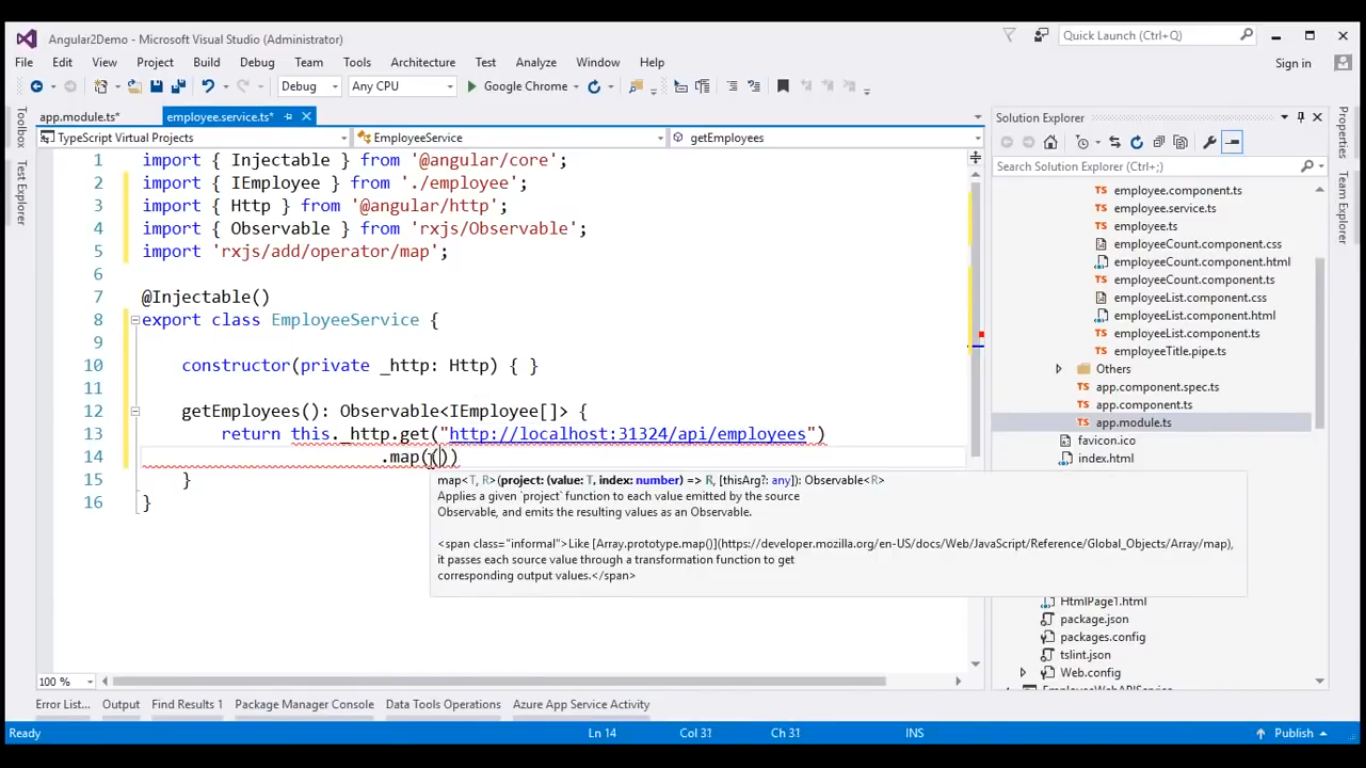 Angular2Demo - Microsoft Visual Studio (Administrator)
Quick Launch (Ctrl+Q)
File Edit View Project Build Debug Team Tools Architecture Test Analyze Window Help
Sign in
Debug Any CPU Google Chrome
Toolbox
Test Explorer
app.module.ts* employee.service.ts*
TypeScript Virtual Projects EmployeeService getEmployees
1 import { Injectable } from '@angular/core';
2 import { IEmployee } from './employee';
3 import { Http } from '@angular/http';
4 import { Observable } from 'rxjs/Observable';
5 import 'rxjs/add/operator/map';
6
7 @Injectable()
8 export class EmployeeService {
9
10 constructor(private _http: Http) { }
11
12 getEmployees(): Observable<IEmployee[]> {
13 return this._http.get("http://localhost:31324/api/employees")
14 .map(())
15 }
16 }
map<T, R>(project: (value: T, index: number) => R, [thisArg?: any]): Observable<R>
Applies a given `project` function to each value emitted by the source
Observable, and emits the resulting values as an Observable.
<span class="informal">Like [Array.prototype.map()](https://developer.mozilla.org/en-US/docs/Web/JavaScript/Reference/Global_Objects/Array/map),
it passes each source value through a transformation function to get
corresponding output values.</span>
100 %
Solution Explorer
Search Solution Explorer (Ctrl+;)
TS employee.component.ts
TS employee.service.ts
TS employee.ts
employeeCount.component.css
employeeCount.component.html
TS employeeCount.component.ts
employeeList.component.css
employeeList.component.html
TS employeeList.component.ts
TS employeeTitle.pipe.ts
Others
TS app.component.spec.ts
TS app.component.ts
TS app.module.ts
favicon.ico
index.html
HtmlPage1.html
package.json
packages.config
tslint.json
Web.config
EmployeeWebAPIService
Properties
Team Explorer
Error List... Output Find Results 1 Package Manager Console Data Tools Operations Azure App Service Activity
Ready Ln 14 Col 31 Ch 31 INS Publish